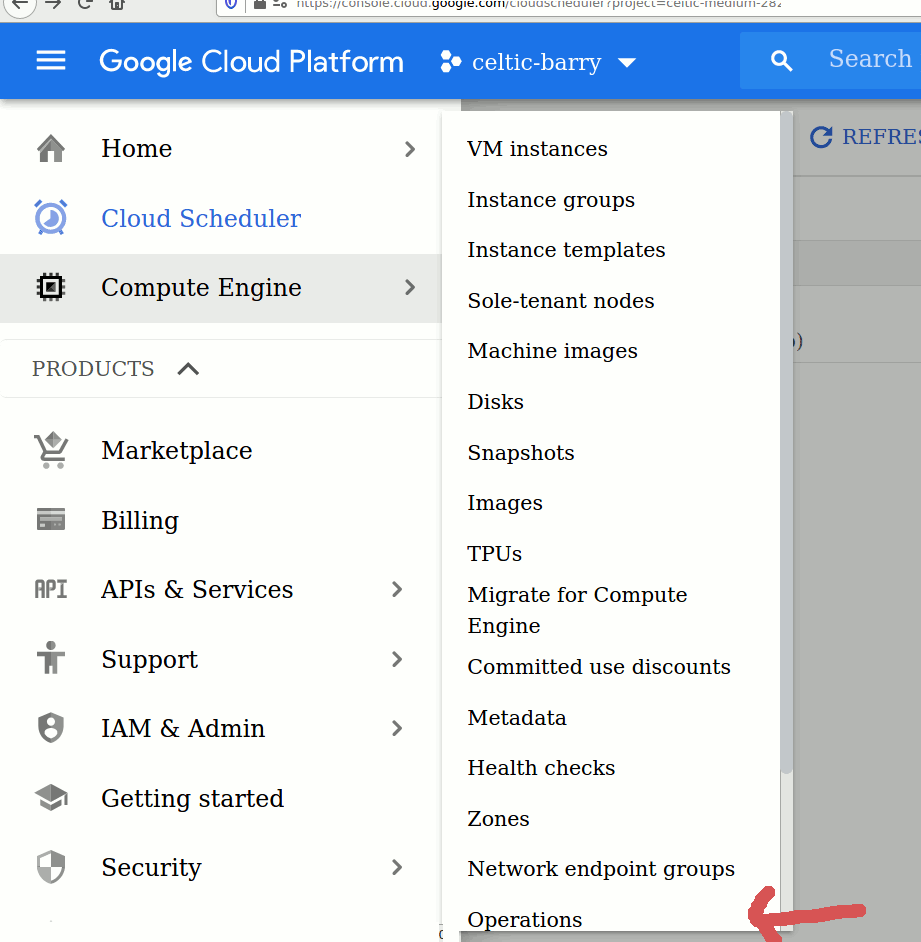 https://console.cloud.google.com/cloudscheduler?project=celtic-medium-282
Google Cloud Platform
celtic-barry
Search
Home
Cloud Scheduler
Compute Engine
PRODUCTS
Marketplace
Billing
API
APIs & Services
Support
IAM & Admin
Getting started
Security
VM instances
Instance groups
Instance templates
Sole-tenant nodes
Machine images
Disks
Snapshots
Images
TPUs
Migrate for Compute
Engine
Committed use discounts
Metadata
Health checks
Zones
Network endpoint groups
Operations
REFRES